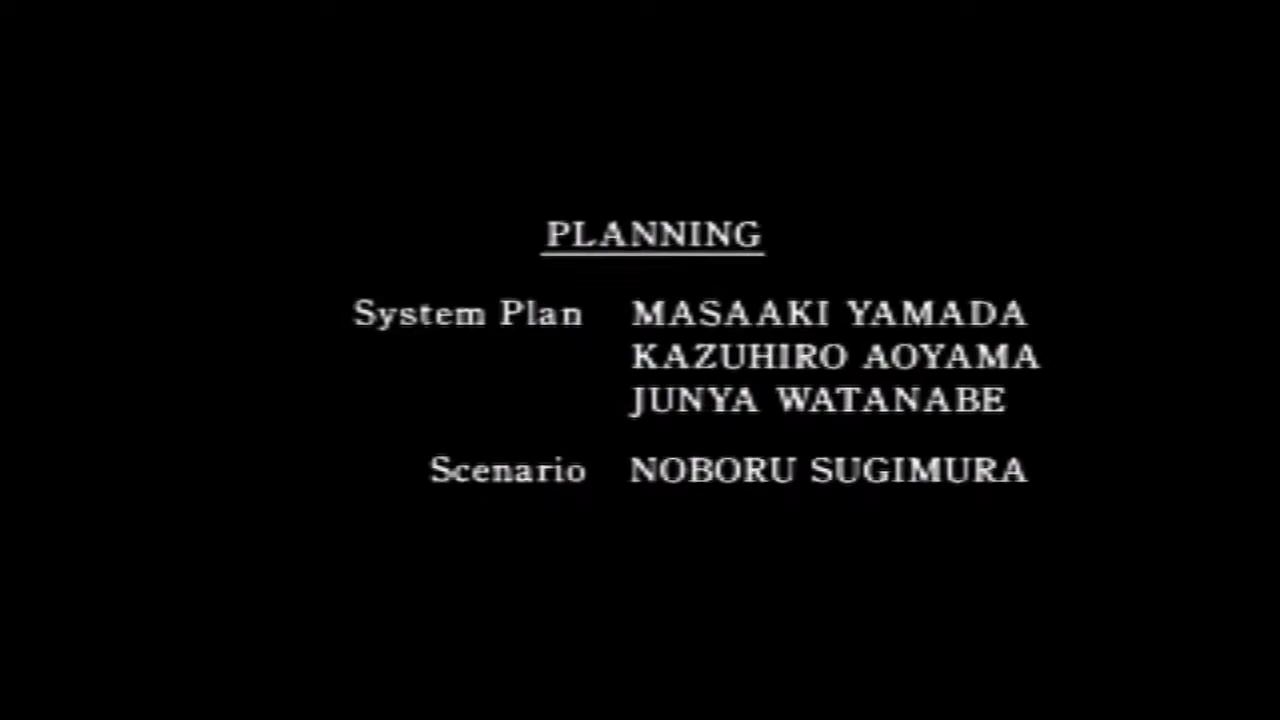 PLANNING
System Plan MASAAKI YAMADA
KAZUHIRO AOYAMA
JUNYA WATANABE
Scenario NOBORU SUGIMURA